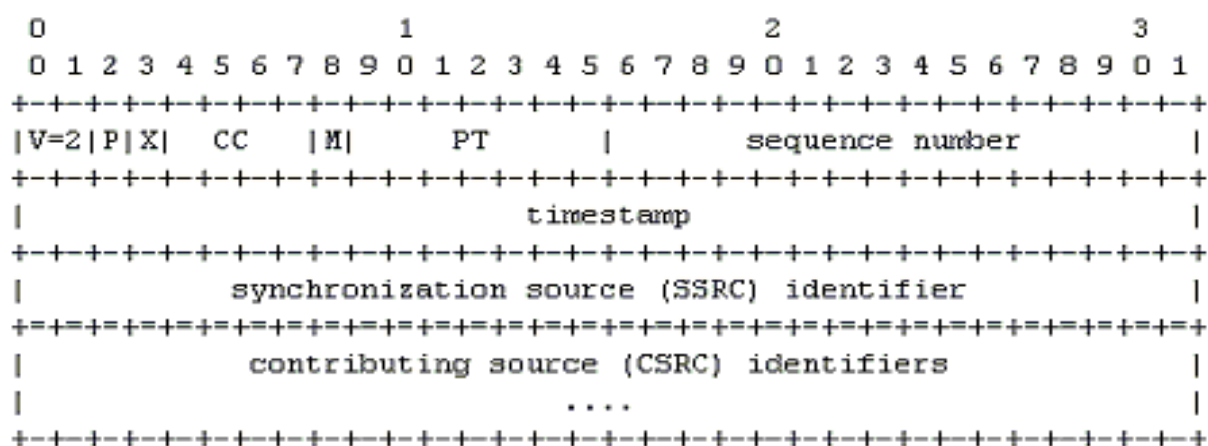 0                   1                   2                   3
0 1 2 3 4 5 6 7 8 9 0 1 2 3 4 5 6 7 8 9 0 1 2 3 4 5 6 7 8 9 0 1
+-+-+-+-+-+-+-+-+-+-+-+-+-+-+-+-+-+-+-+-+-+-+-+-+-+-+-+-+-+-+-+-+
|V=2|P|X|  CC   |M|     PT      |       sequence number         |
+-+-+-+-+-+-+-+-+-+-+-+-+-+-+-+-+-+-+-+-+-+-+-+-+-+-+-+-+-+-+-+-+
|                           timestamp                           |
+-+-+-+-+-+-+-+-+-+-+-+-+-+-+-+-+-+-+-+-+-+-+-+-+-+-+-+-+-+-+-+-+
|           synchronization source (SSRC) identifier            |
+=+=+=+=+=+=+=+=+=+=+=+=+=+=+=+=+=+=+=+=+=+=+=+=+=+=+=+=+=+=+=+=+
|            contributing source (CSRC) identifiers             |
|                             ....                              |
+-+-+-+-+-+-+-+-+-+-+-+-+-+-+-+-+-+-+-+-+-+-+-+-+-+-+-+-+-+-+-+-+